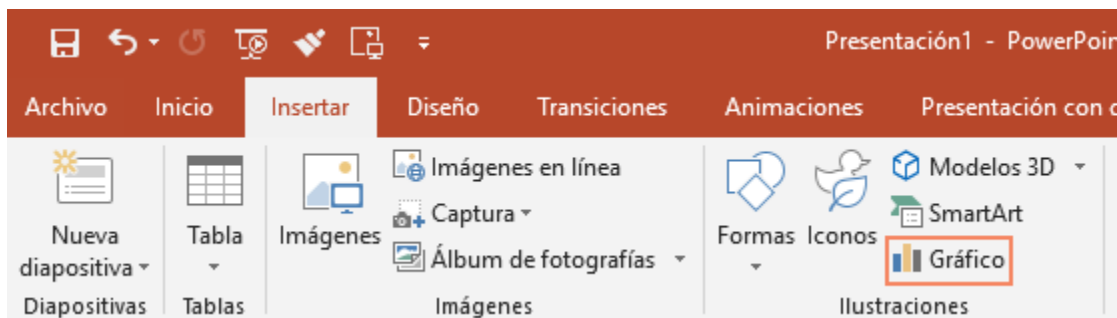 Presentación1 - PowerPoin
Archivo Inicio Insertar Diseño Transiciones Animaciones Presentación con d
Nueva diapositiva
Tabla
Imágenes
Imágenes en línea
Captura
Álbum de fotografías
Formas
Iconos
Modelos 3D
SmartArt
Gráfico
Diapositivas Tablas Imágenes Ilustraciones